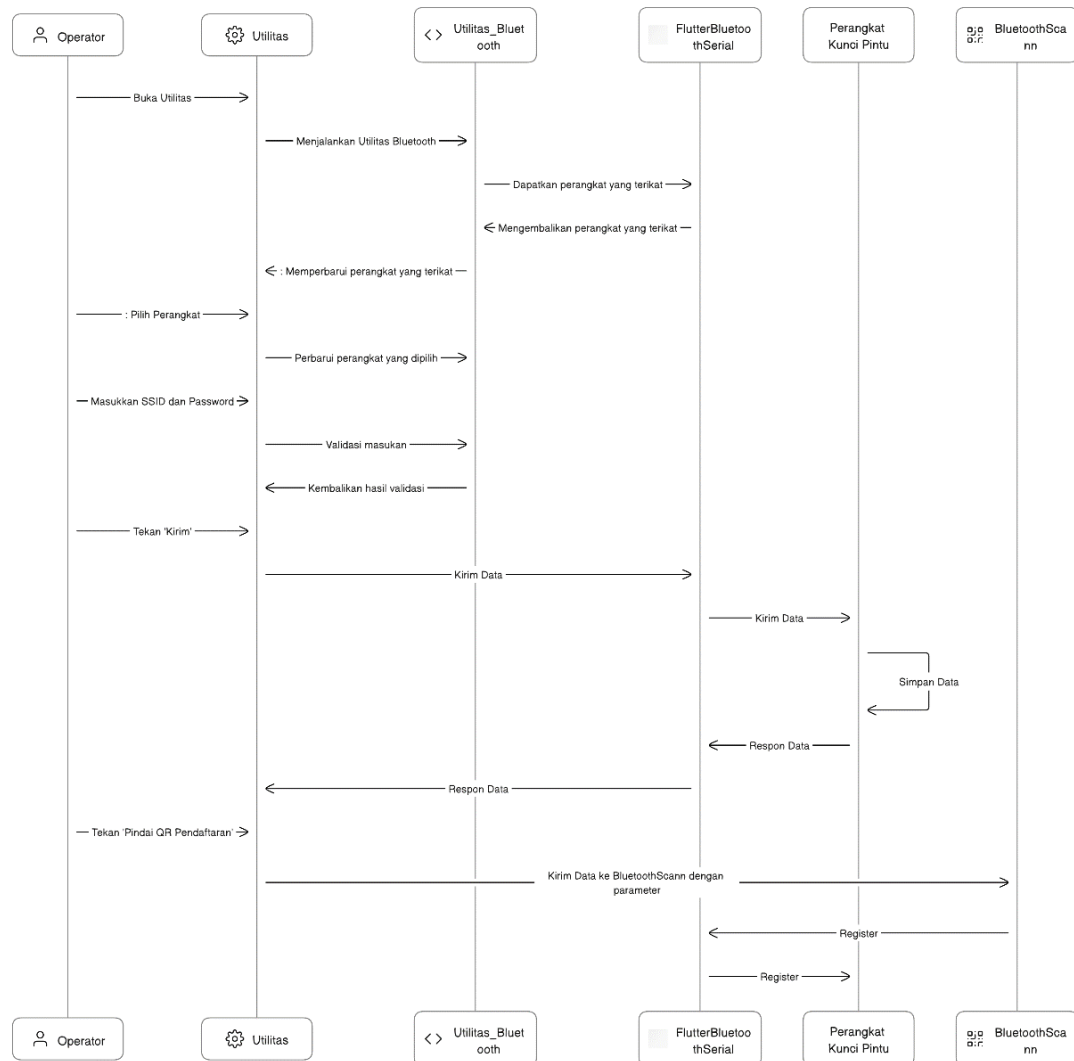 Operator
Utilitas
Utilitas_Bluet
ooth
FlutterBluetoo
thSerial
Perangkat
Kunci Pintu
BluetoothSca
nn
Buka Utilitas
Menjalankan Utilitas Bluetooth
Dapatkan perangkat yang terikat
Mengembalikan perangkat yang terikat
: Memperbarui perangkat yang terikat
: Pilih Perangkat
Perbarui perangkat yang dipilih
Masukkan SSID dan Password
Validasi masukan
Kembalikan hasil validasi
Tekan 'Kirim'
Kirim Data
Kirim Data
Simpan Data
Respon Data
Respon Data
Tekan 'Pindai QR Pendaftaran'
Kirim Data ke BluetoothScann dengan
parameter
Register
Register
Operator
Utilitas
Utilitas_Bluet
ooth
FlutterBluetoo
thSerial
Perangkat
Kunci Pintu
BluetoothSca
nn